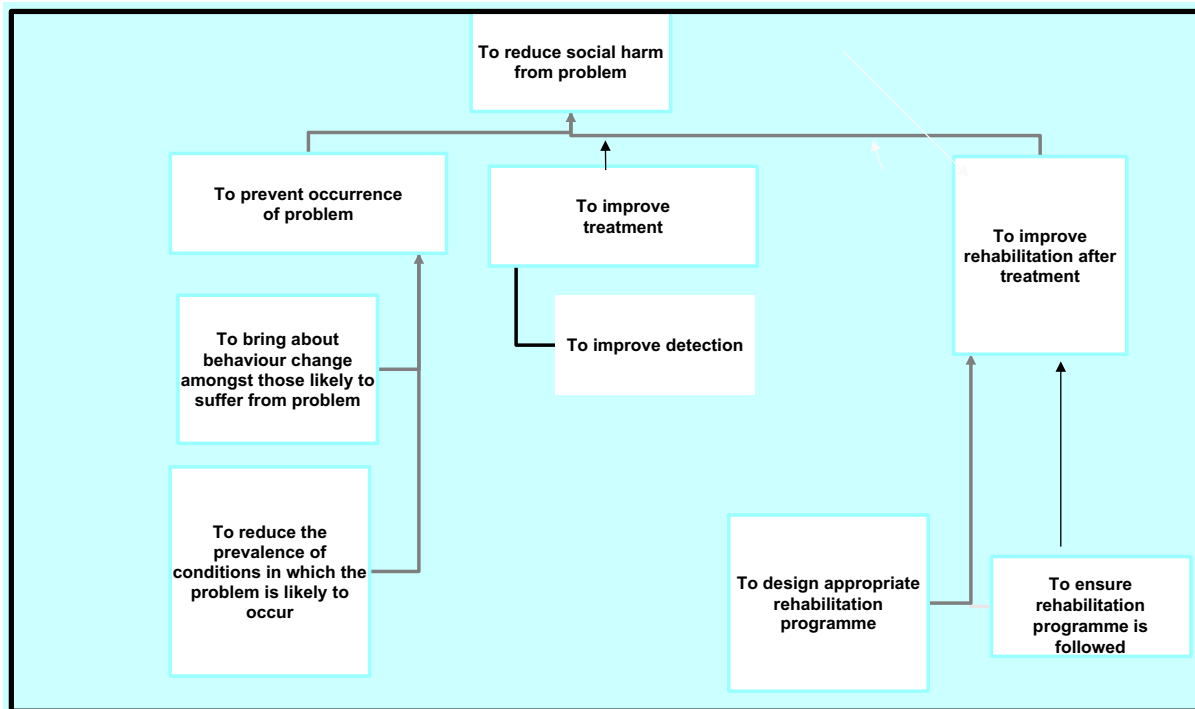 To reduce social harm
from problem
To prevent occurrence
of problem
To improve
treatment
To improve
rehabilitation after
treatment
To bring about
behaviour change
amongst those likely to
suffer from problem
To improve detection
To reduce the
prevalence of
conditions in which the
problem is likely to
occur
To design appropriate
rehabilitation
programme
To ensure
rehabilitation
programme is
followed